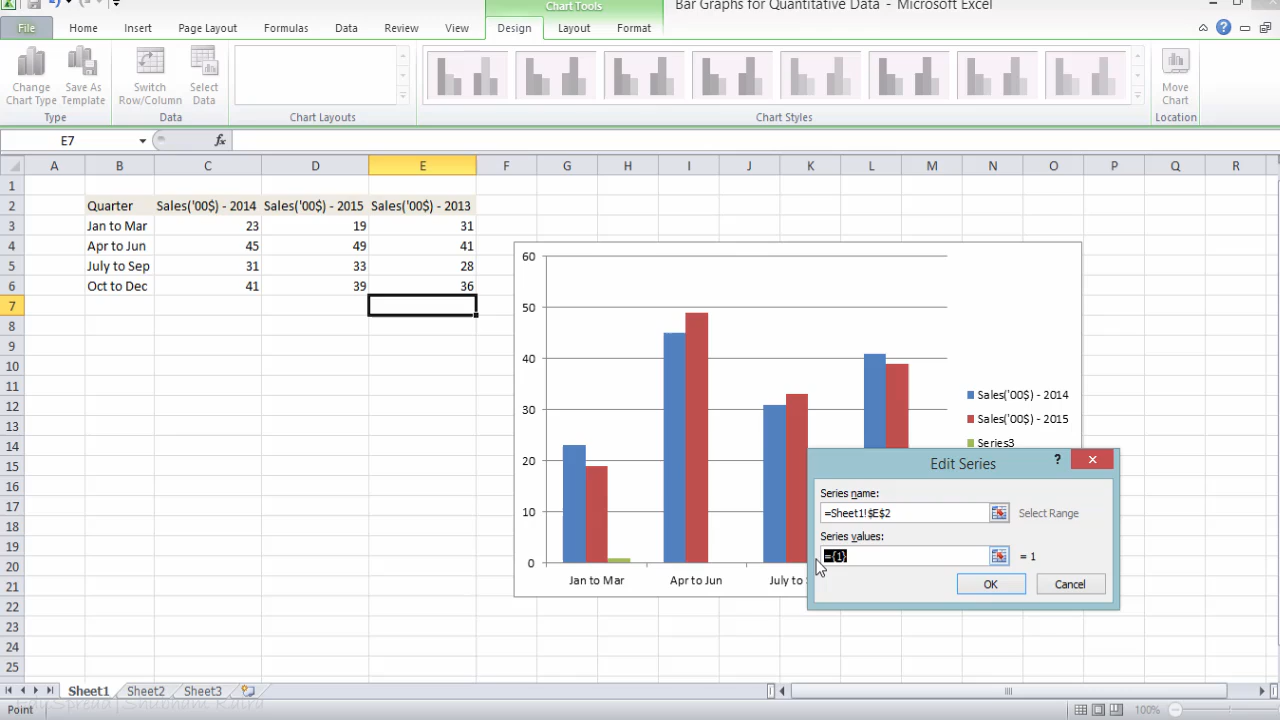 Chart Tools
Bar Graphs for Quantitative Data - Microsoft Excel
File Home Insert Page Layout Formulas Data Review View Design Layout Format
Change Chart Type
Save As Template
Switch Row/Column
Select Data
Move Chart
Type Data Chart Layouts Chart Styles Location
E7 fx
A B C D E F G H I J K L M N O P Q R
1
2 Quarter Sales('00$) - 2014 Sales('00$) - 2015 Sales('00$) - 2013
3 Jan to Mar 23 19 31
4 Apr to Jun 45 49 41
5 July to Sep 31 33 28
6 Oct to Dec 41 39 36
7
8
9
10
11
12
13
14
15
16
17
18
19
20
21
22
23
24
25
60
50
40
30
20
10
0
Jan to Mar Apr to Jun July to S
Sales('00$) - 2014
Sales('00$) - 2015
Series3
Edit Series
?
Series name:
=Sheet1!$E$2 Select Range
Series values:
={1} = 1
OK Cancel
Sheet1 Sheet2 Sheet3
Point 100%